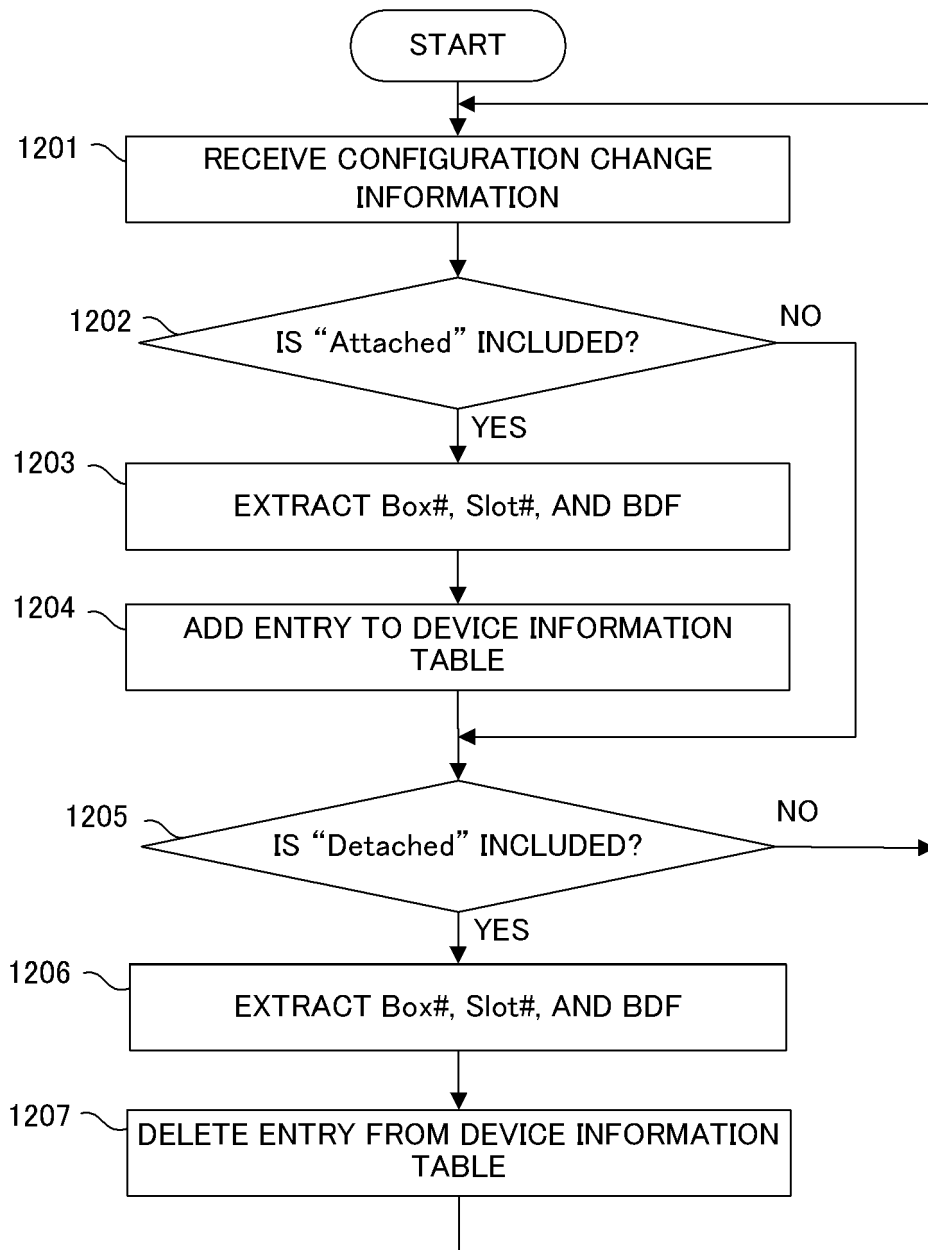 START
1201
RECEIVE CONFIGURATION CHANGE
INFORMATION
1202
IS “Attached” INCLUDED?
NO
YES
1203
EXTRACT Box#, Slot#, AND BDF
1204
ADD ENTRY TO DEVICE INFORMATION
TABLE
1205
IS “Detached” INCLUDED?
NO
YES
1206
EXTRACT Box#, Slot#, AND BDF
1207
DELETE ENTRY FROM DEVICE INFORMATION
TABLE